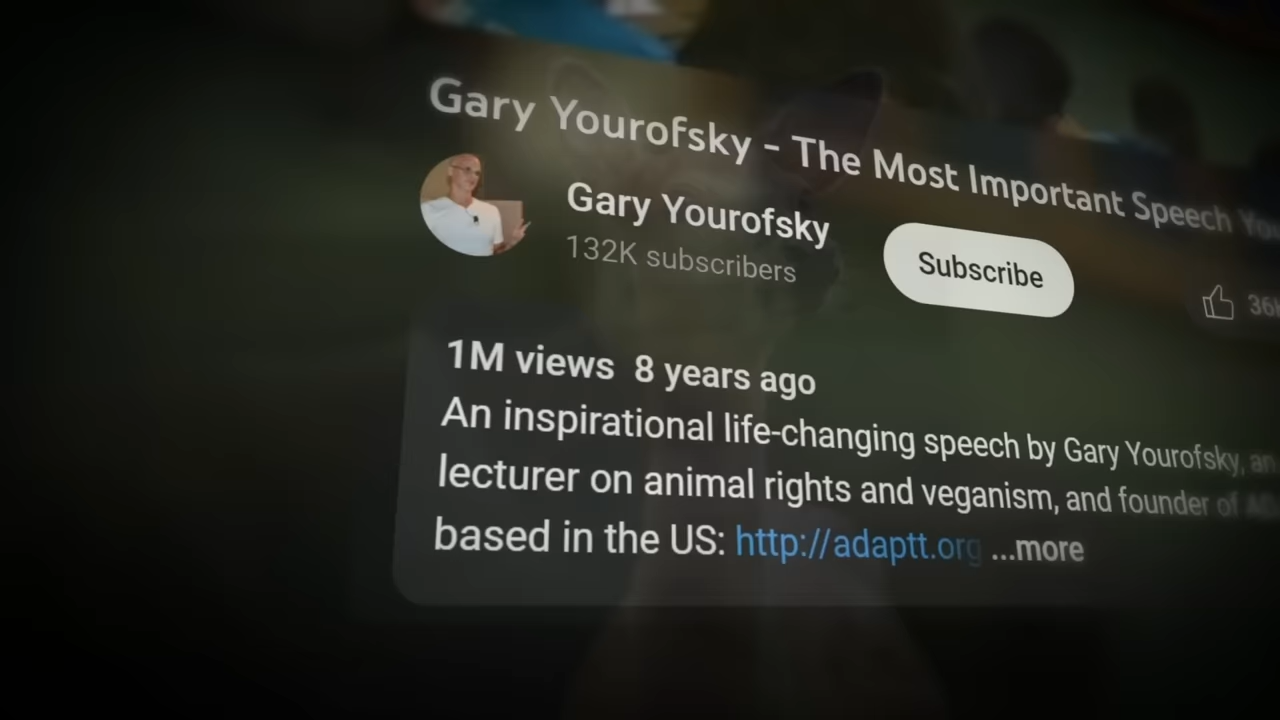 Gary Yourofsky - The Most Important Speech
Gary Yourofsky
132K subscribers
Subscribe
1M views 8 years ago
An inspirational life-changing speech by Gary Yourofsky,
lecturer on animal rights and veganism, and founder of
based in the US: http://adaptt.org ...more